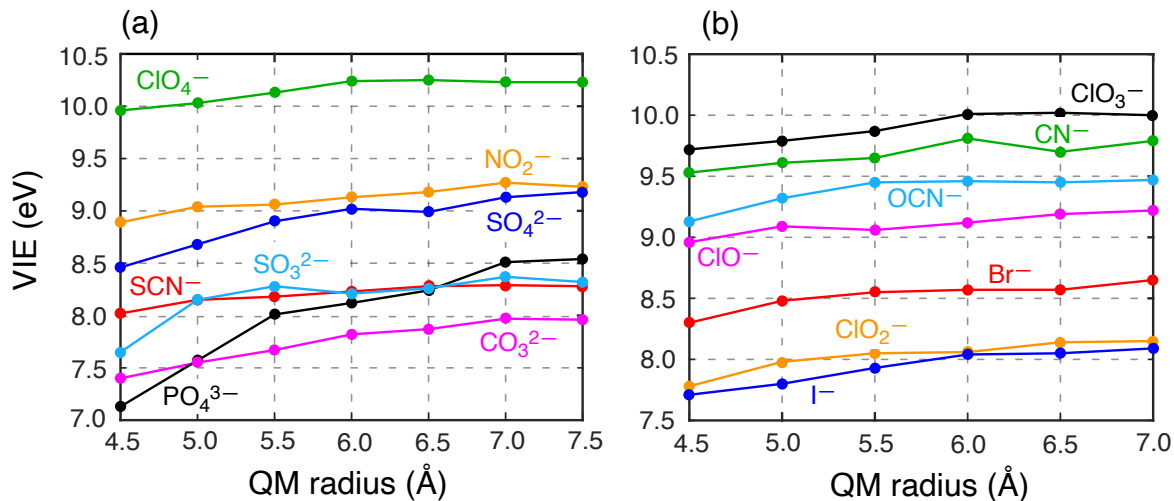 (a)
10.5
10.0
9.5
9.0
8.5
8.0
7.5
7.0
VIE (eV)
ClO₄⁻
NO₂⁻
SO₄²⁻
SO₃²⁻
SCN⁻
CO₃²⁻
PO₄³⁻
4.5 5.0 5.5 6.0 6.5 7.0 7.5
QM radius (Å)
(b)
10.5
10.0
9.5
9.0
8.5
8.0
7.5
ClO₃⁻
CN⁻
OCN⁻
ClO⁻
Br⁻
ClO₂⁻
I⁻
4.5 5.0 5.5 6.0 6.5 7.0
QM radius (Å)